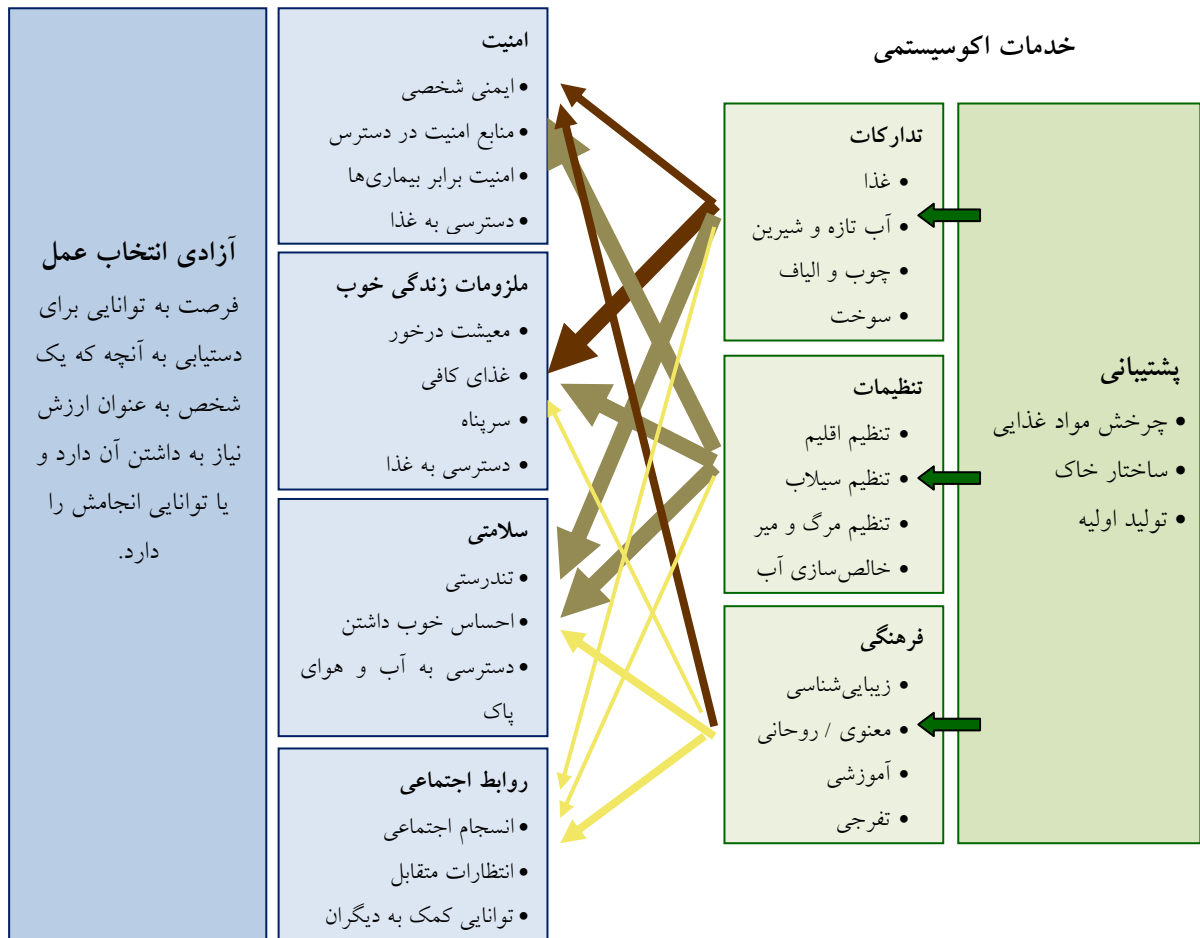 خدمات اکوسیستمی
پشتیبانی
• چرخش مواد غذایی
• ساختار خاک
• تولید اولیه
تدارکات
• غذا
• آب تازه و شیرین
• چوب و الیاف
• سوخت
تنظیمات
• تنظیم اقلیم
• تنظیم سیلاب
• تنظیم مرگ و میر
• خالص‌سازی آب
فرهنگی
• زیبایی‌شناسی
• معنوی / روحانی
• آموزشی
• تفرجی
امنیت
• ایمنی شخصی
• منابع امنیت در دسترس
• امنیت برابر بیماری‌ها
• دسترسی به غذا
ملزومات زندگی خوب
• معیشت درخور
• غذای کافی
• سرپناه
• دسترسی به غذا
سلامتی
• تندرستی
• احساس خوب داشتن
• دسترسی به آب و هوای
پاک
روابط اجتماعی
• انسجام اجتماعی
• انتظارات متقابل
• توانایی کمک به دیگران
آزادی انتخاب عمل
فرصت به توانایی برای
دستیابی به آنچه که یک
شخص به عنوان ارزش
نیاز به داشتن آن دارد و
یا توانایی انجامش را
دارد.